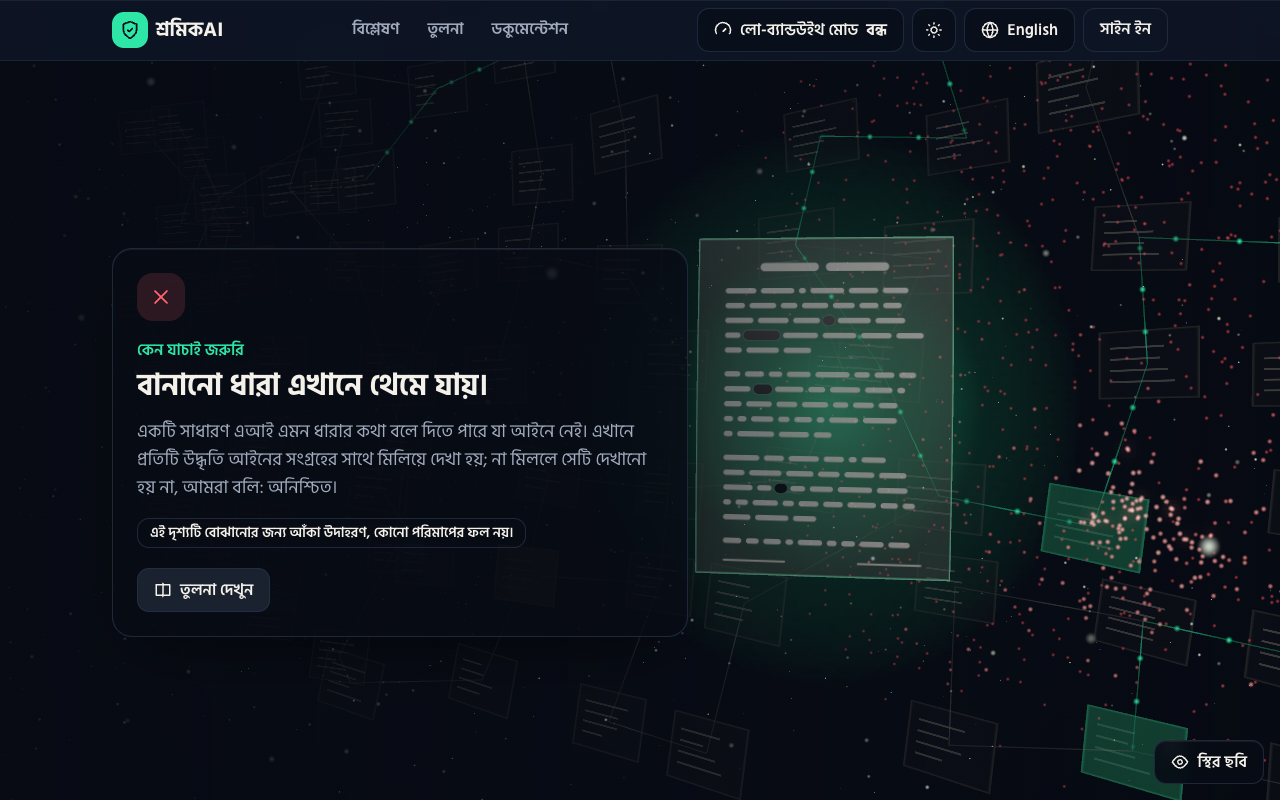 শ্রমিকAI
বিশ্লেষণ
তুলনা
ডকুমেন্টেশন
লো-ব্যান্ডউইথ মোড বন্ধ
English
সাইন ইন
কেন যাচাই জরুরি
বানানো ধারা এখানে থেমে যায়।
একটি সাধারণ এআই এমন ধারার কথা বলে দিতে পারে যা আইনে নেই। এখানে
প্রতিটি উদ্ধৃতি আইনের সংগ্রহের সাথে মিলিয়ে দেখা হয়; না মিললে সেটি দেখানো
হয় না, আমরা বলি: অনিশ্চিত।
এই দৃশ্যটি বোঝানোর জন্য আঁকা উদাহরণ, কোনো পরিমাপের ফল নয়।
তুলনা দেখুন
স্থির ছবি